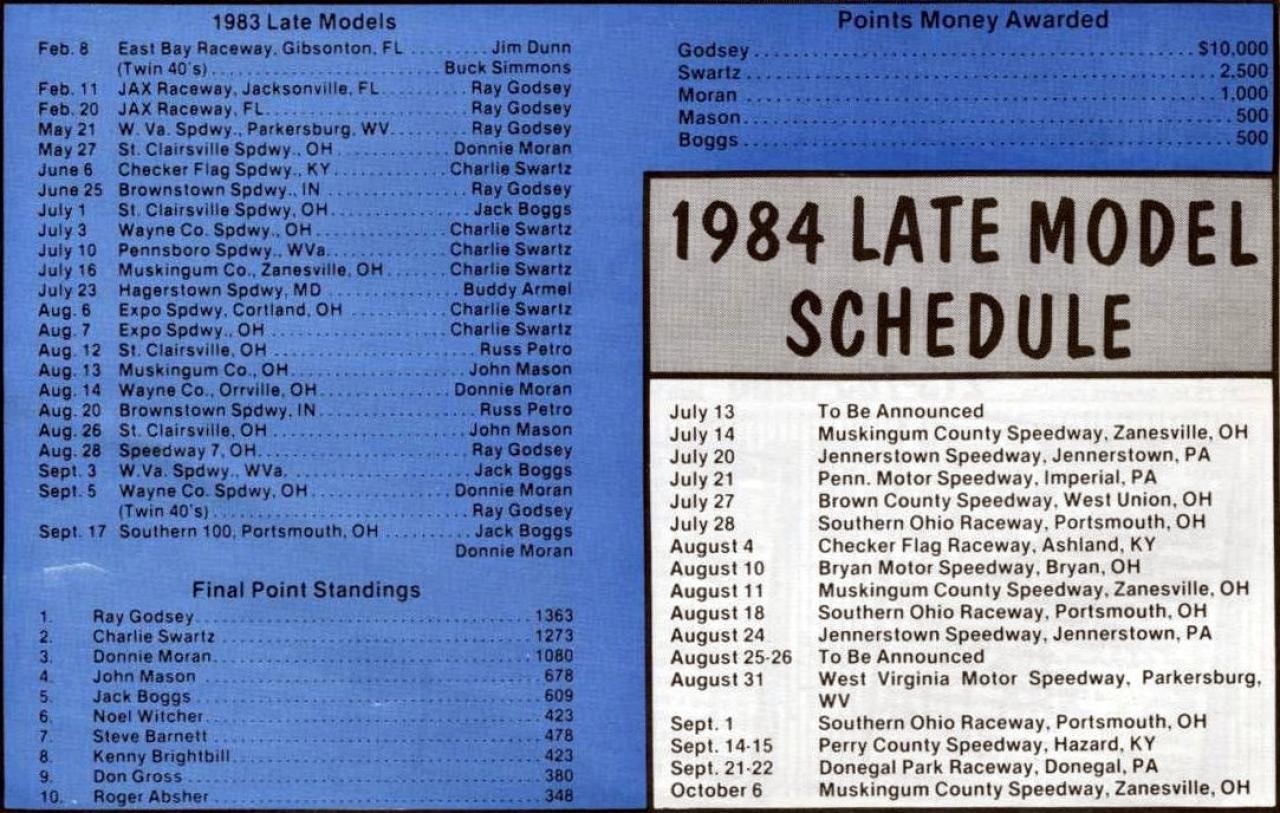 1983 Late Models
Feb. 8 East Bay Raceway, Gibsonton, FL ......... Jim Dunn
(Twin 40's) ......................... Buck Simmons
Feb. 11 JAX Raceway, Jacksonville, FL ......... Ray Godsey
Feb. 20 JAX Raceway, FL ..................... Ray Godsey
May 21 W. Va. Spdwy., Parkersburg, WV ........ Ray Godsey
May 27 St. Clairsville Spdwy., OH ............ Donnie Moran
June 6 Checker Flag Spdwy., KY ............ Charlie Swartz
June 25 Brownstown Spdwy., IN ................ Ray Godsey
July 1 St. Clairsville Spdwy, OH ............... Jack Boggs
July 3 Wayne Co. Spdwy., OH .............. Charlie Swartz
July 10 Pennsboro Spdwy., WVa ............. Charlie Swartz
July 16 Muskingum Co., Zanesville, OH ....... Charlie Swartz
July 23 Hagerstown Spdwy, MD .............. Buddy Armel
Aug. 6 Expo Spdwy, Cortland, OH ........... Charlie Swartz
Aug. 7 Expo Spdwy., OH ................... Charlie Swartz
Aug. 12 St. Clairsville, OH ..................... Russ Petro
Aug. 13 Muskingum Co., OH .................. John Mason
Aug. 14 Wayne Co., Orrville, OH .............. Donnie Moran
Aug. 20 Brownstown Spdwy, IN ................ Russ Petro
Aug. 26 St. Clairsville, OH .................... John Mason
Aug. 28 Speedway 7, OH ...................... Ray Godsey
Sept. 3 W.Va. Spdwy., WVa. .................. Jack Boggs
Sept. 5 Wayne Co. Spdwy, OH ............... Donnie Moran
(Twin 40's) .......................... Ray Godsey
Sept. 17 Southern 100, Portsmouth, OH .......... Jack Boggs
Donnie Moran
Final Point Standings
1. Ray Godsey ................................. 1363
2. Charlie Swartz .............................. 1273
3. Donnie Moran ............................... 1080
4. John Mason ................................. 678
5. Jack Boggs .................................. 609
6. Noel Witcher ................................ 423
7. Steve Barnett ............................... 478
8. Kenny Brightbill ............................. 423
9. Don Gross .................................. 380
10. Roger Absher ............................... 348
Points Money Awarded
Godsey ........................................ $10,000
Swartz .......................................... 2,500
Moran .......................................... 1,000
Mason ............................................ 500
Boggs ............................................ 500
1984 LATE MODEL
SCHEDULE
July 13 To Be Announced
July 14 Muskingum County Speedway, Zanesville, OH
July 20 Jennerstown Speedway, Jennerstown, PA
July 21 Penn. Motor Speedway, Imperial, PA
July 27 Brown County Speedway, West Union, OH
July 28 Southern Ohio Raceway, Portsmouth, OH
August 4 Checker Flag Raceway, Ashland, KY
August 10 Bryan Motor Speedway, Bryan, OH
August 11 Muskingum County Speedway, Zanesville, OH
August 18 Southern Ohio Raceway, Portsmouth, OH
August 24 Jennerstown Speedway, Jennerstown, PA
August 25-26 To Be Announced
August 31 West Virginia Motor Speedway, Parkersburg,
WV
Sept. 1 Southern Ohio Raceway, Portsmouth, OH
Sept. 14-15 Perry County Speedway, Hazard, KY
Sept. 21-22 Donegal Park Raceway, Donegal, PA
October 6 Muskingum County Speedway, Zanesville, OH